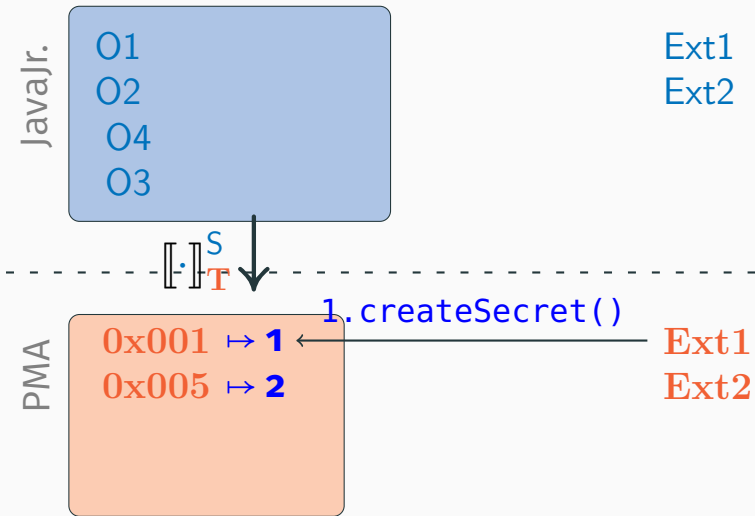 JavaJr.
O1
Ext1
O2
Ext2
O4
O3
⟦·⟧ S T
PMA
1.createSecret()
0x001 ↦ 1
Ext1
0x005 ↦ 2
Ext2